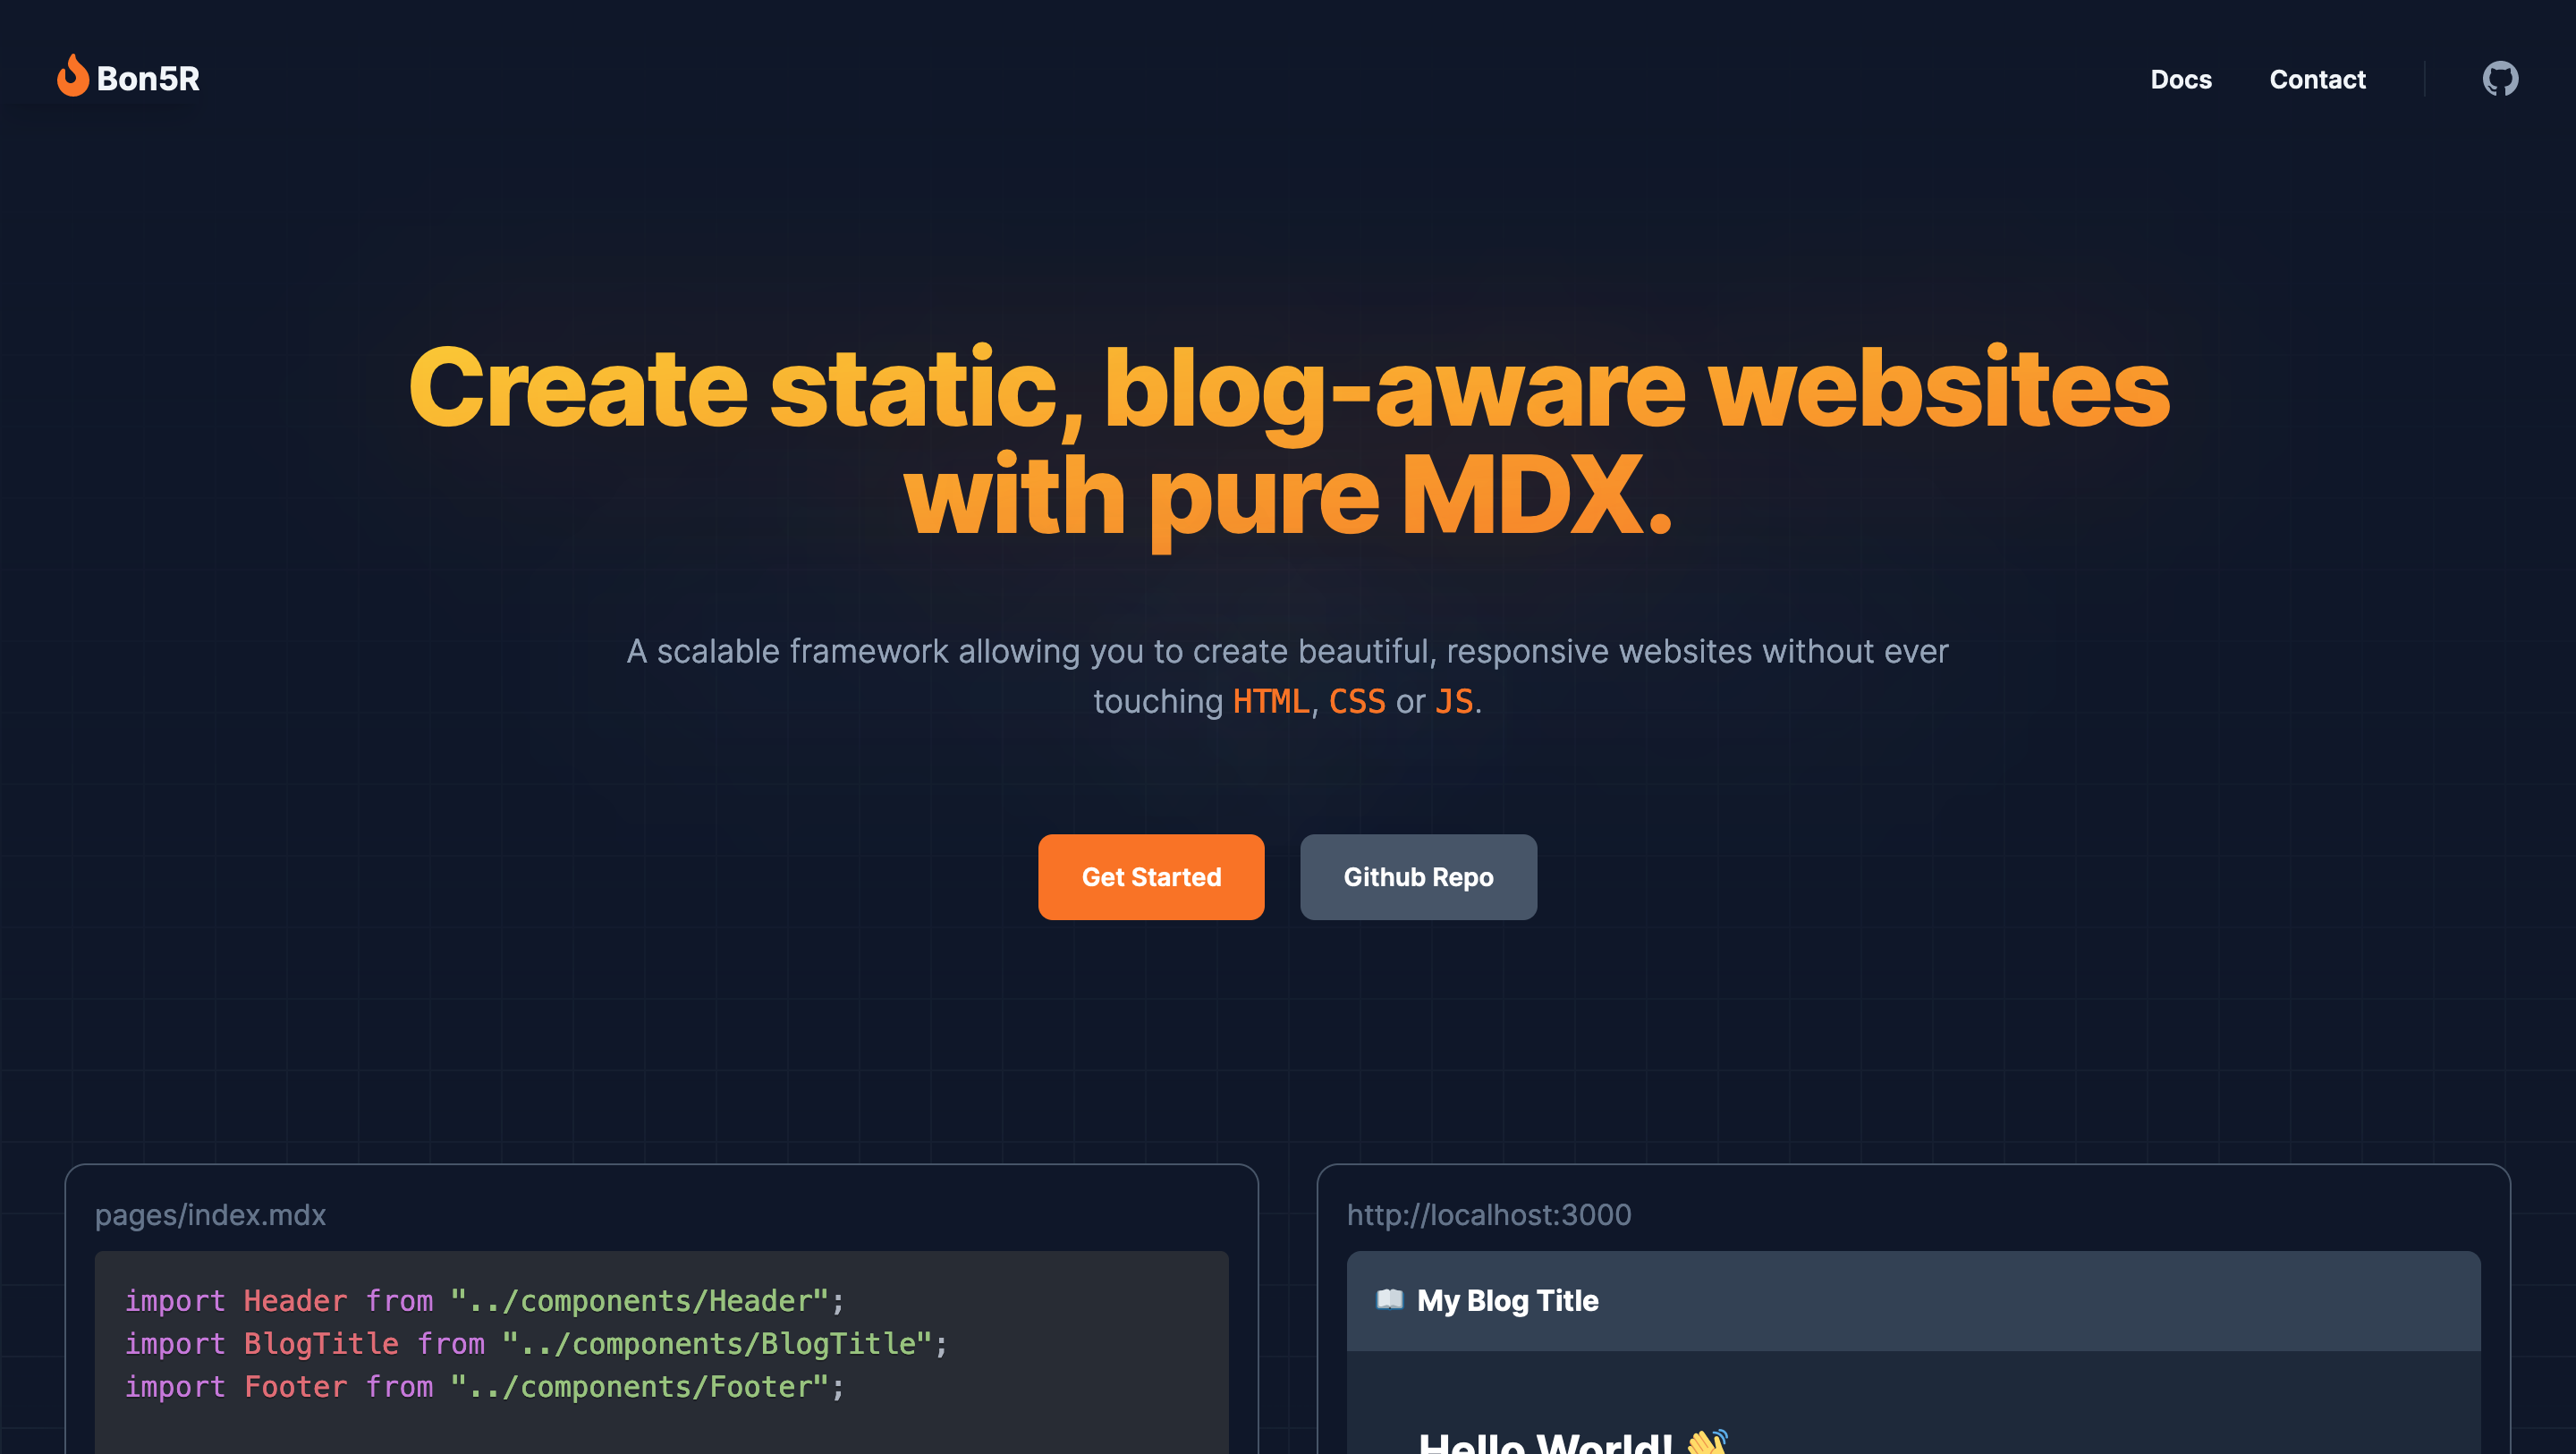 Bon5R
Docs Contact
Create static, blog-aware websites
with pure MDX.
A scalable framework allowing you to create beautiful, responsive websites without ever
touching HTML, CSS or JS.
Get Started
Github Repo
pages/index.mdx
import Header from "../components/Header";
import BlogTitle from "../components/BlogTitle";
import Footer from "../components/Footer";
http://localhost:3000
📖 My Blog Title
Hello World! 👋